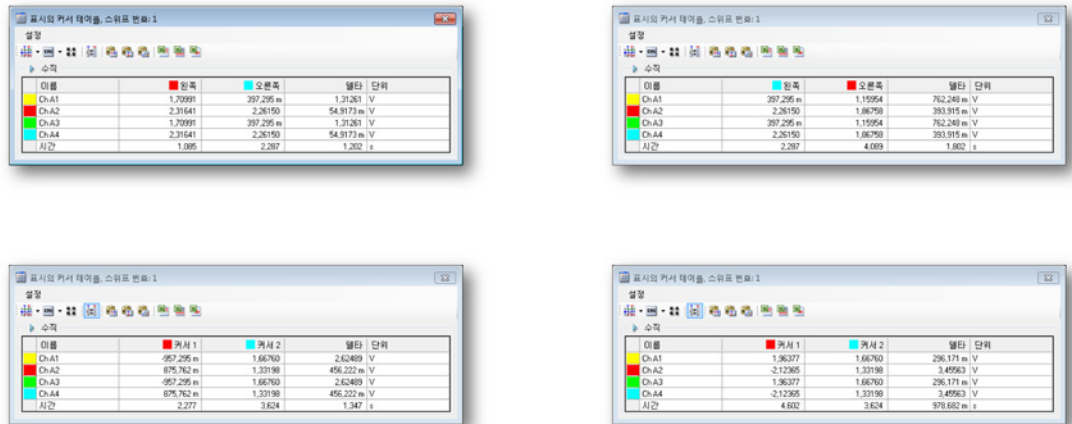 표시의 커서 테이블, 스위프 번호: 1
설정
수직
이름 왼쪽 오른쪽 델타 단위
Ch A1 1,70991 397,295 m 1,31261 V
Ch A2 2,31641 2,26150 54,9173 m V
Ch A3 1,70991 397,295 m 1,31261 V
Ch A4 2,31641 2,26150 54,9173 m V
시간 1,085 2,287 1,202 s
표시의 커서 테이블, 스위프 번호: 1
설정
수직
이름 왼쪽 오른쪽 델타 단위
Ch A1 397,295 m 1,15954 762,248 m V
Ch A2 2,26150 1,86758 393,915 m V
Ch A3 397,295 m 1,15954 762,248 m V
Ch A4 2,26150 1,86758 393,915 m V
시간 2,287 4,089 1,802 s
표시의 커서 테이블, 스위프 번호: 1
설정
수직
이름 커서 1 커서 2 델타 단위
Ch A1 -957,295 m 1,66760 2,62489 V
Ch A2 875,762 m 1,33198 456,222 m V
Ch A3 -957,295 m 1,66760 2,62489 V
Ch A4 875,762 m 1,33198 456,222 m V
시간 2,277 3,624 1,347 s
표시의 커서 테이블, 스위프 번호: 1
설정
수직
이름 커서 1 커서 2 델타 단위
Ch A1 1,96377 1,66760 296,171 m V
Ch A2 -2,12365 1,33198 3,45563 V
Ch A3 1,96377 1,66760 296,171 m V
Ch A4 -2,12365 1,33198 3,45563 V
시간 4,602 3,624 978,682 m s